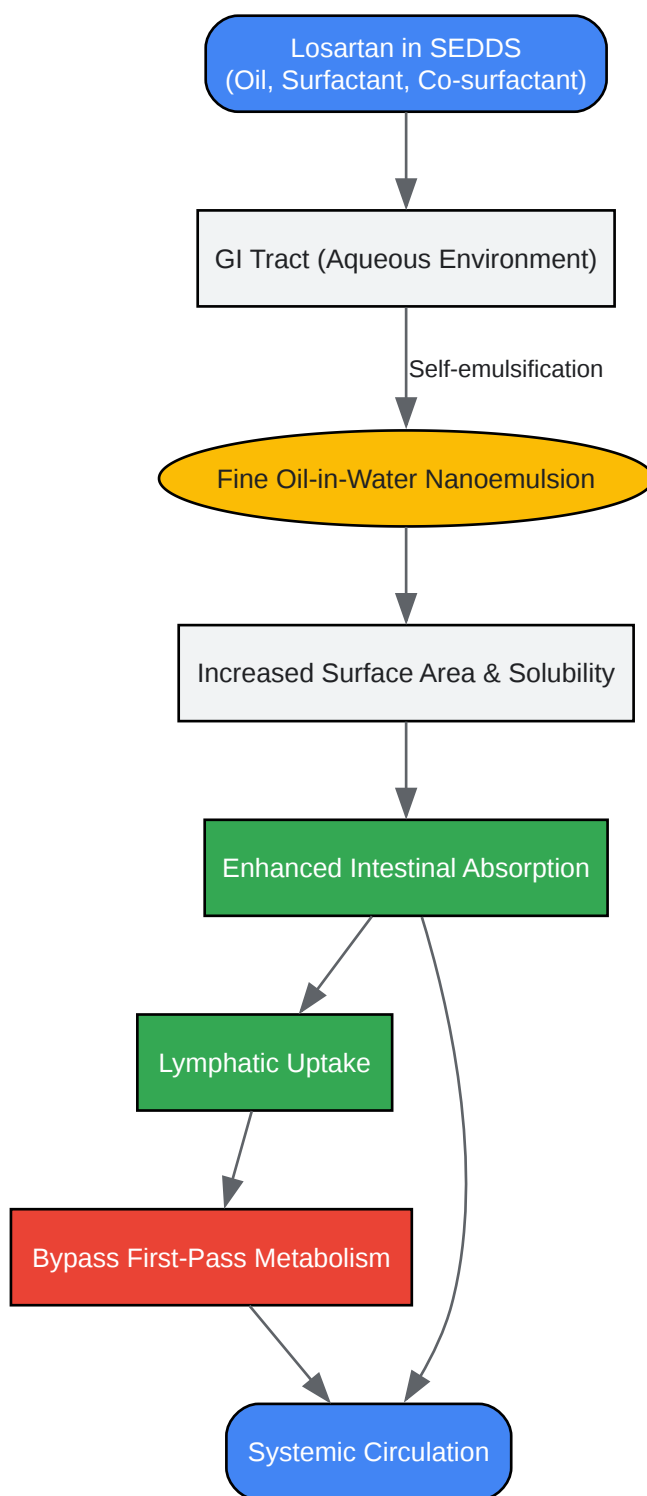 Losartan in SEDDS
(Oil, Surfactant, Co-surfactant)
GI Tract (Aqueous Environment)
Self-emulsification
Fine Oil-in-Water Nanoemulsion
Increased Surface Area & Solubility
Enhanced Intestinal Absorption
Lymphatic Uptake
Bypass First-Pass Metabolism
Systemic Circulation